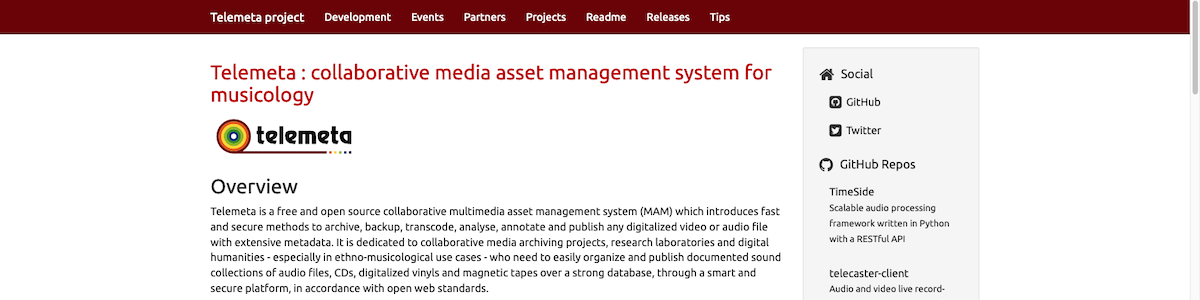 Telemeta project Development Events Partners Projects Readme Releases Tips
Telemeta : collaborative media asset management system for
musicology
telemeta
Overview
Telemeta is a free and open source collaborative multimedia asset management system (MAM) which introduces fast
and secure methods to archive, backup, transcode, analyse, annotate and publish any digitalized video or audio file
with extensive metadata. It is dedicated to collaborative media archiving projects, research laboratories and digital
humanities - especially in ethno-musicological use cases - who need to easily organize and publish documented sound
collections of audio files, CDs, digitalized vinyls and magnetic tapes over a strong database, through a smart and
secure platform, in accordance with open web standards.
Social
GitHub
Twitter
GitHub Repos
TimeSide
Scalable audio processing
framework written in Python
with a RESTful API
telecaster-client
Audio and video live record-